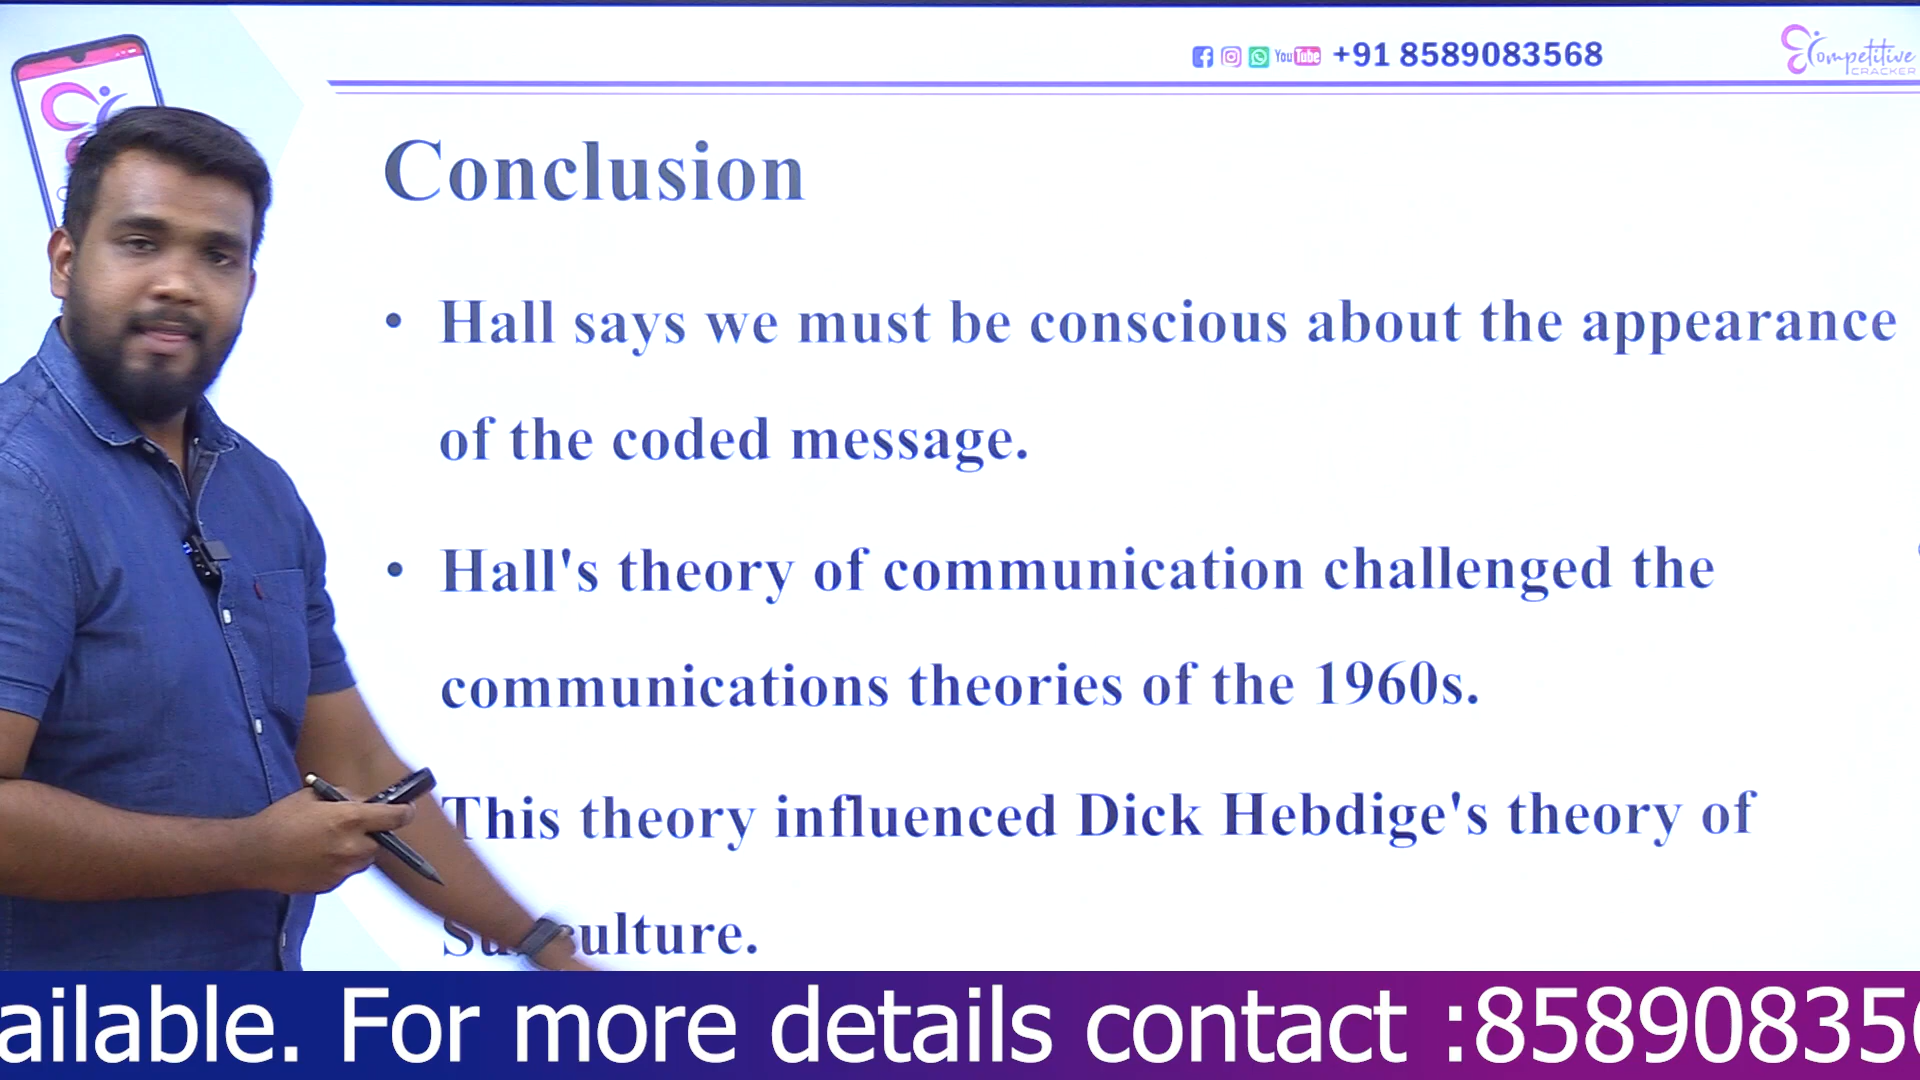 YouTube +91 8589083568
Competitive
CRACKER
Conclusion
• Hall says we must be conscious about the appearance
of the coded message.
• Hall's theory of communication challenged the
communications theories of the 1960s.
This theory influenced Dick Hebdige's theory of
ailable. For more details contact :858908356